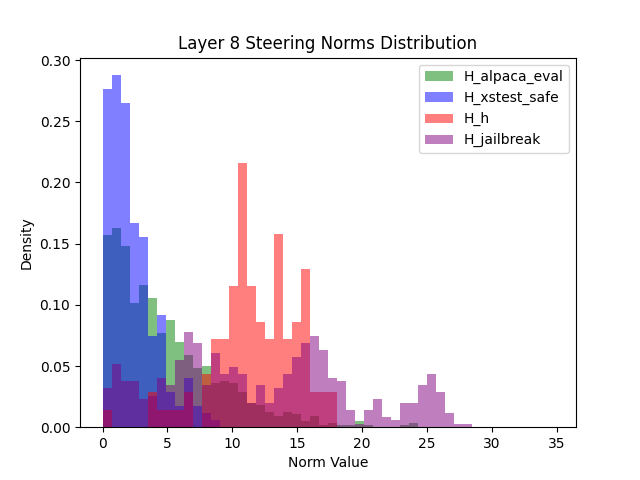 Layer 8 Steering Norms Distribution
H_alpaca_eval
H_xstest_safe
H_h
H_jailbreak
Density
0.30
0.25
0.20
0.15
0.10
0.05
0.00
0 5 10 15 20 25 30 35
Norm Value